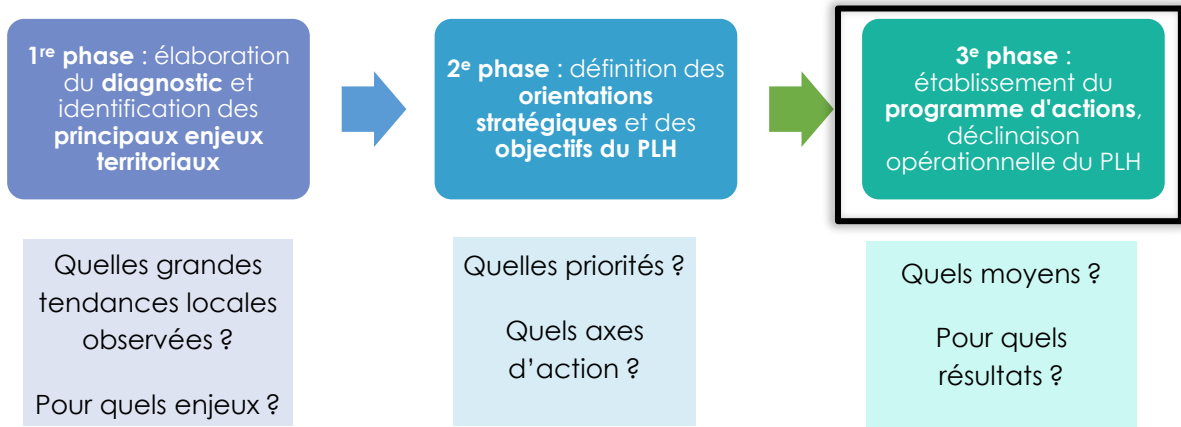 1re phase : élaboration
du diagnostic et
identification des
principaux enjeux
territoriaux
2e phase : définition des
orientations
stratégiques et des
objectifs du PLH
3e phase :
établissement du
programme d'actions,
déclinaison
opérationnelle du PLH
Quelles grandes
tendances locales
observées ?
Pour quels enjeux ?
Quelles priorités ?
Quels axes
d’action ?
Quels moyens ?
Pour quels
résultats ?